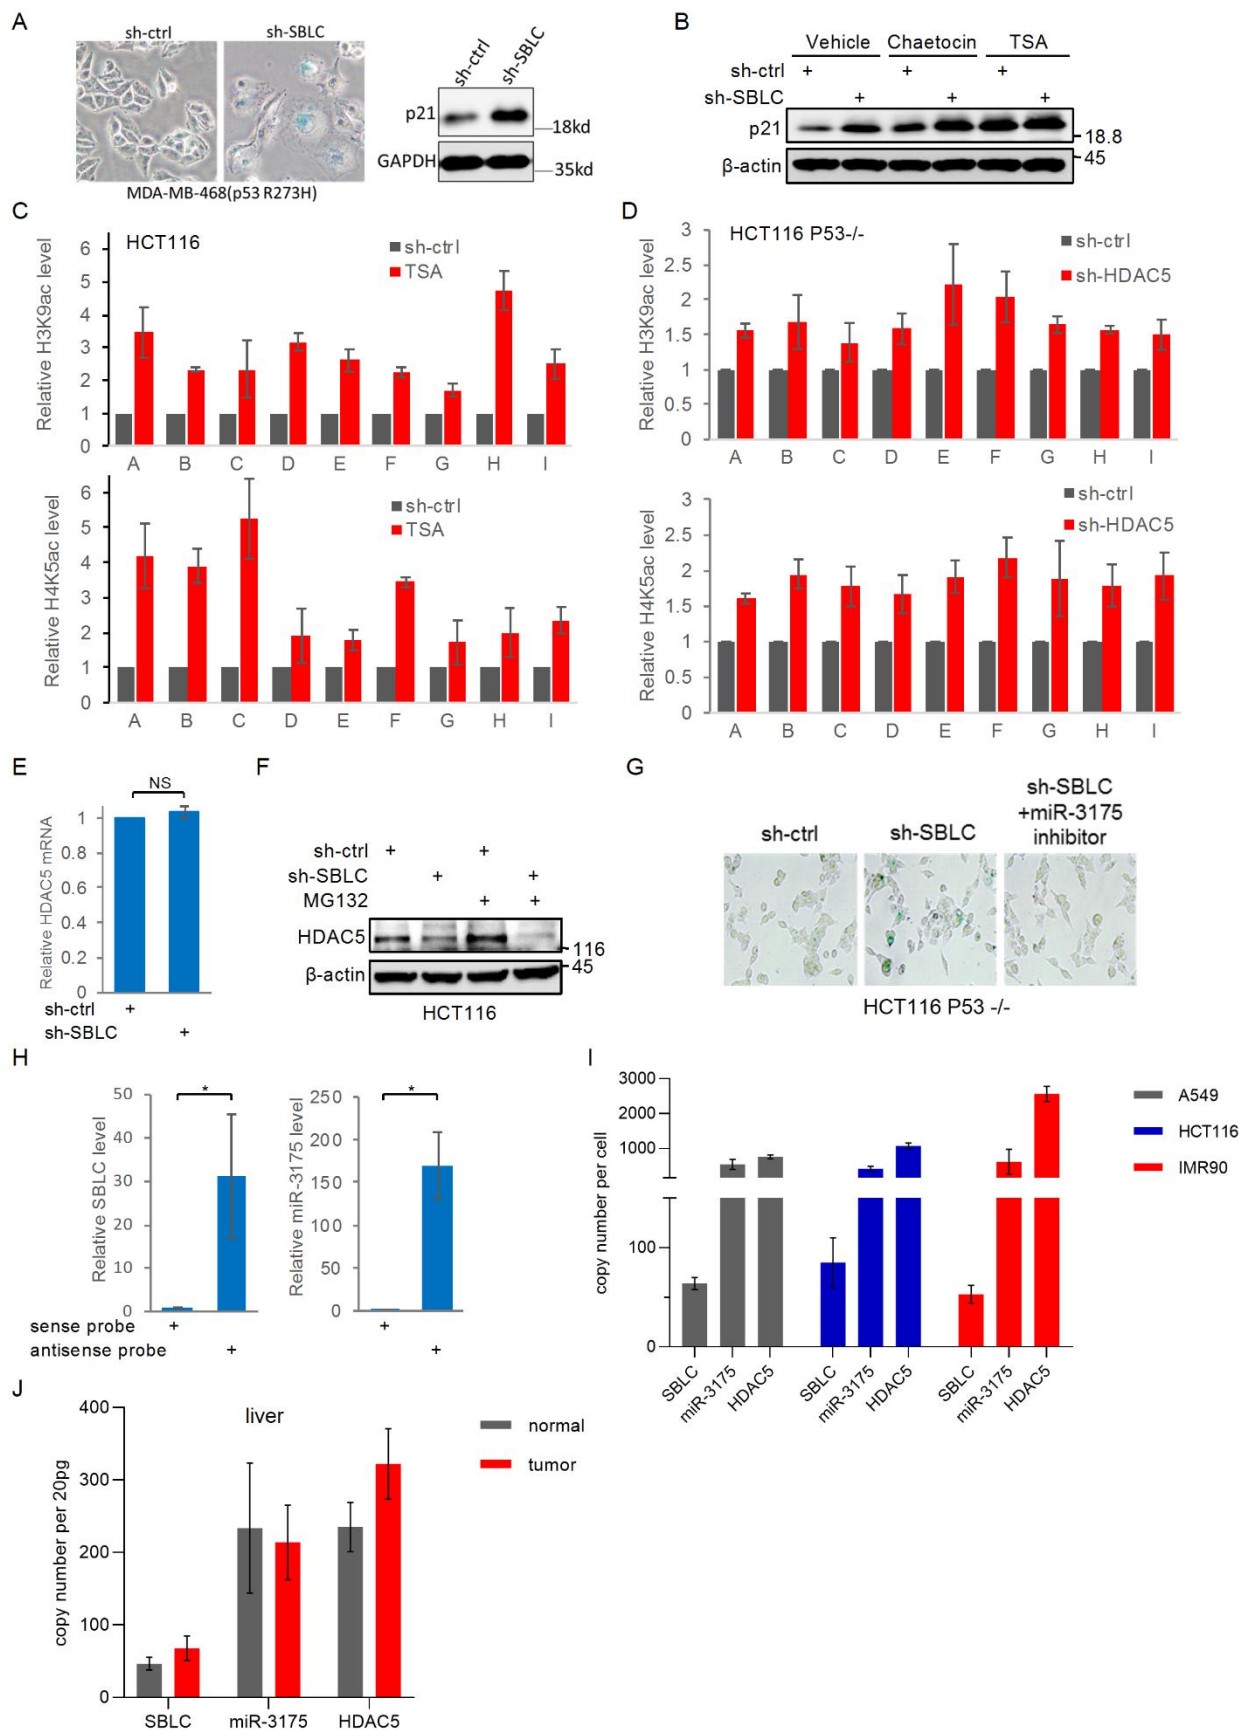 A
sh-ctrl
sh-SBLC
MDA-MB-468(p53 R273H)
sh-ctrl
sh-SBLC
p21
18kd
GAPDH
35kd
B
Vehicle Chaetocin TSA
sh-ctrl + + +
sh-SBLC + + +
p21
18.8
β-actin
45
C
HCT116
sh-ctrl
TSA
Relative H3K9ac level
6
5
4
3
2
1
0
A B C D E F G H I
sh-ctrl
TSA
Relative H4K5ac level
6
5
4
3
2
1
0
A B C D E F G H I
D
HCT116 P53-/-
sh-ctrl
sh-HDAC5
Relative H3K9ac level
3
2.5
2
1.5
1
0.5
0
A B C D E F G H I
sh-ctrl
sh-HDAC5
Relative H4K5ac level
3
2.5
2
1.5
1
0.5
0
A B C D E F G H I
E
NS
Relative HDAC5 mRNA
1
0.8
0.6
0.4
0.2
0
sh-ctrl +
sh-SBLC +
F
sh-ctrl + +
sh-SBLC + +
MG132 + +
HDAC5
116
β-actin
45
HCT116
G
sh-ctrl
sh-SBLC
sh-SBLC
+miR-3175
inhibitor
HCT116 P53 -/-
H
*
Relative SBLC level
50
40
30
20
10
0
*
Relative miR-3175 level
250
200
150
100
50
0
sense probe + +
antisense probe + +
I
copy number per cell
3000
2000
1000
100
0
SBLC
miR-3175
HDAC5
SBLC
miR-3175
HDAC5
SBLC
miR-3175
HDAC5
A549
HCT116
IMR90
J
liver
normal
tumor
copy number per 20pg
400
300
200
100
0
SBLC miR-3175 HDAC5